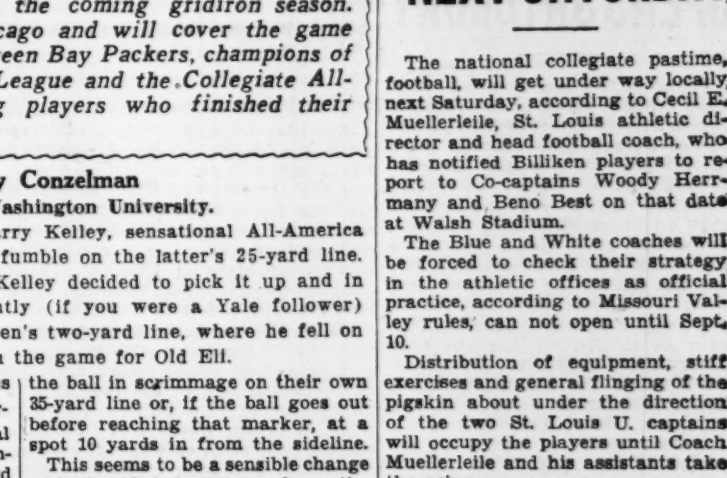 the coming gridiron season.
cago and will cover the game
reen Bay Packers, champions of
League and the Collegiate All-
players who finished their
y Conzelman
Washington University.
rry Kelley, sensational All-America
fumble on the latter's 25-yard line.
Kelley decided to pick it up and in
ntly (if you were a Yale follower)
en's two-yard line, where he fell on
the game for Old Eli.
the ball in scrimmage on their own
35-yard line or, if the ball goes out
before reaching that marker, at a
spot 10 yards in from the sideline.
This seems to be a sensible change
The national collegiate pastime,
football, will get under way locally
next Saturday, according to Cecil E.
Muellerleile, St. Louis athletic di-
rector and head football coach, who
has notified Billiken players to re-
port to Co-captains Woody Herr-
many and Beno Best on that date
at Walsh Stadium.
The Blue and White coaches will
be forced to check their strategy
in the athletic offices as official
practice, according to Missouri Val-
ley rules, can not open until Sept.
10.
Distribution of equipment, stiff
exercises and general flinging of the
pigskin about under the direction
of the two St. Louis U. captains
will occupy the players until Coach
Muellerleile and his assistants take